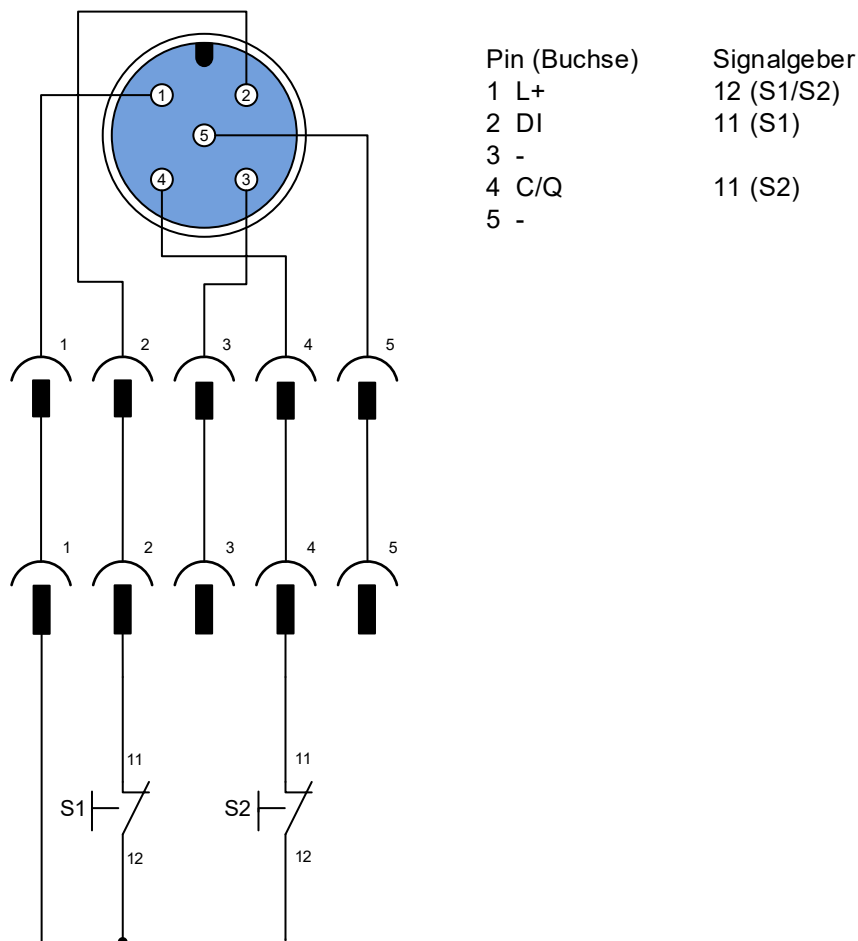 Pin (Buchse) Signalgeber
1 L+ 12 (S1/S2)
2 DI 11 (S1)
3 -
4 C/Q 11 (S2)
5 -
1 2
5
4 3
1 2 3 4 5
1 2 3 4 5
11 11
S1 S2
12 12